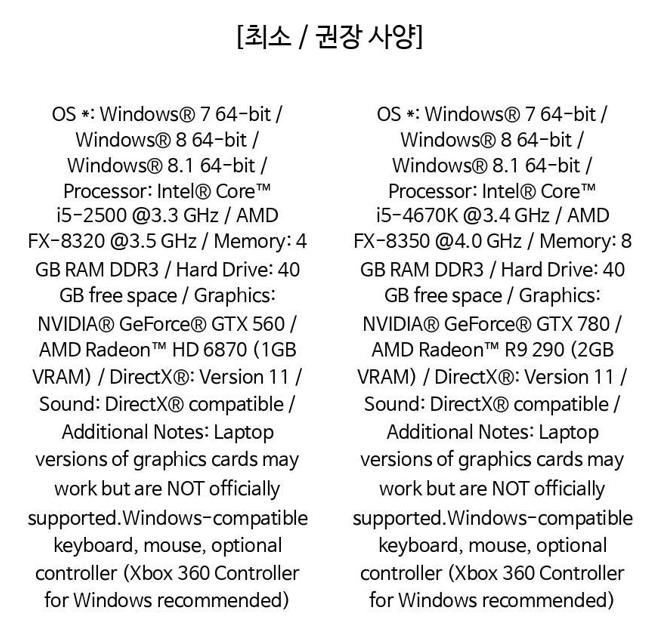 [최소 / 권장 사양]
OS *: Windows® 7 64-bit /
Windows® 8 64-bit /
Windows® 8.1 64-bit /
Processor: Intel® Core™
i5-2500 @3.3 GHz / AMD
FX-8320 @3.5 GHz / Memory: 4
GB RAM DDR3 / Hard Drive: 40
GB free space / Graphics:
NVIDIA® GeForce® GTX 560 /
AMD Radeon™ HD 6870 (1GB
VRAM) / DirectX®: Version 11 /
Sound: DirectX® compatible /
Additional Notes: Laptop
versions of graphics cards may
work but are NOT officially
supported.Windows-compatible
keyboard, mouse, optional
controller (Xbox 360 Controller
for Windows recommended)
OS *: Windows® 7 64-bit /
Windows® 8 64-bit /
Windows® 8.1 64-bit /
Processor: Intel® Core™
i5-4670K @3.4 GHz / AMD
FX-8350 @4.0 GHz / Memory: 8
GB RAM DDR3 / Hard Drive: 40
GB free space / Graphics:
NVIDIA® GeForce® GTX 780 /
AMD Radeon™ R9 290 (2GB
VRAM) / DirectX®: Version 11 /
Sound: DirectX® compatible /
Additional Notes: Laptop
versions of graphics cards may
work but are NOT officially
supported.Windows-compatible
keyboard, mouse, optional
controller (Xbox 360 Controller
for Windows recommended)